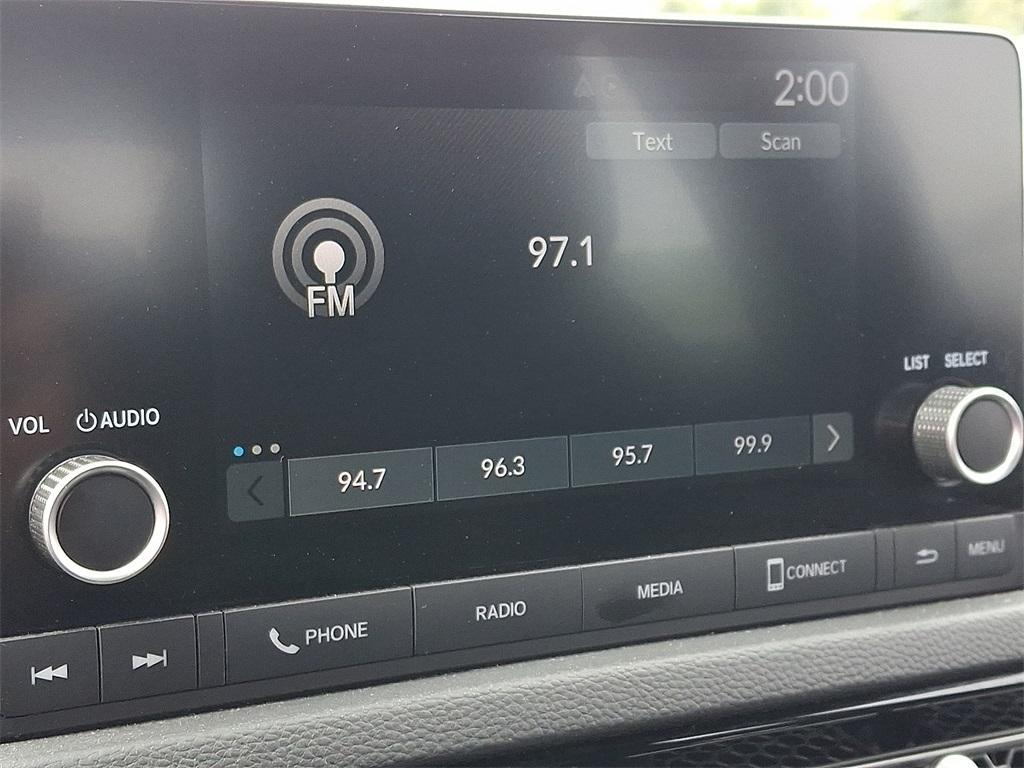 2:00
Text Scan
97.1
FM
LIST SELECT
VOL AUDIO
94.7 96.3 95.7 99.9
PHONE RADIO MEDIA CONNECT MENU